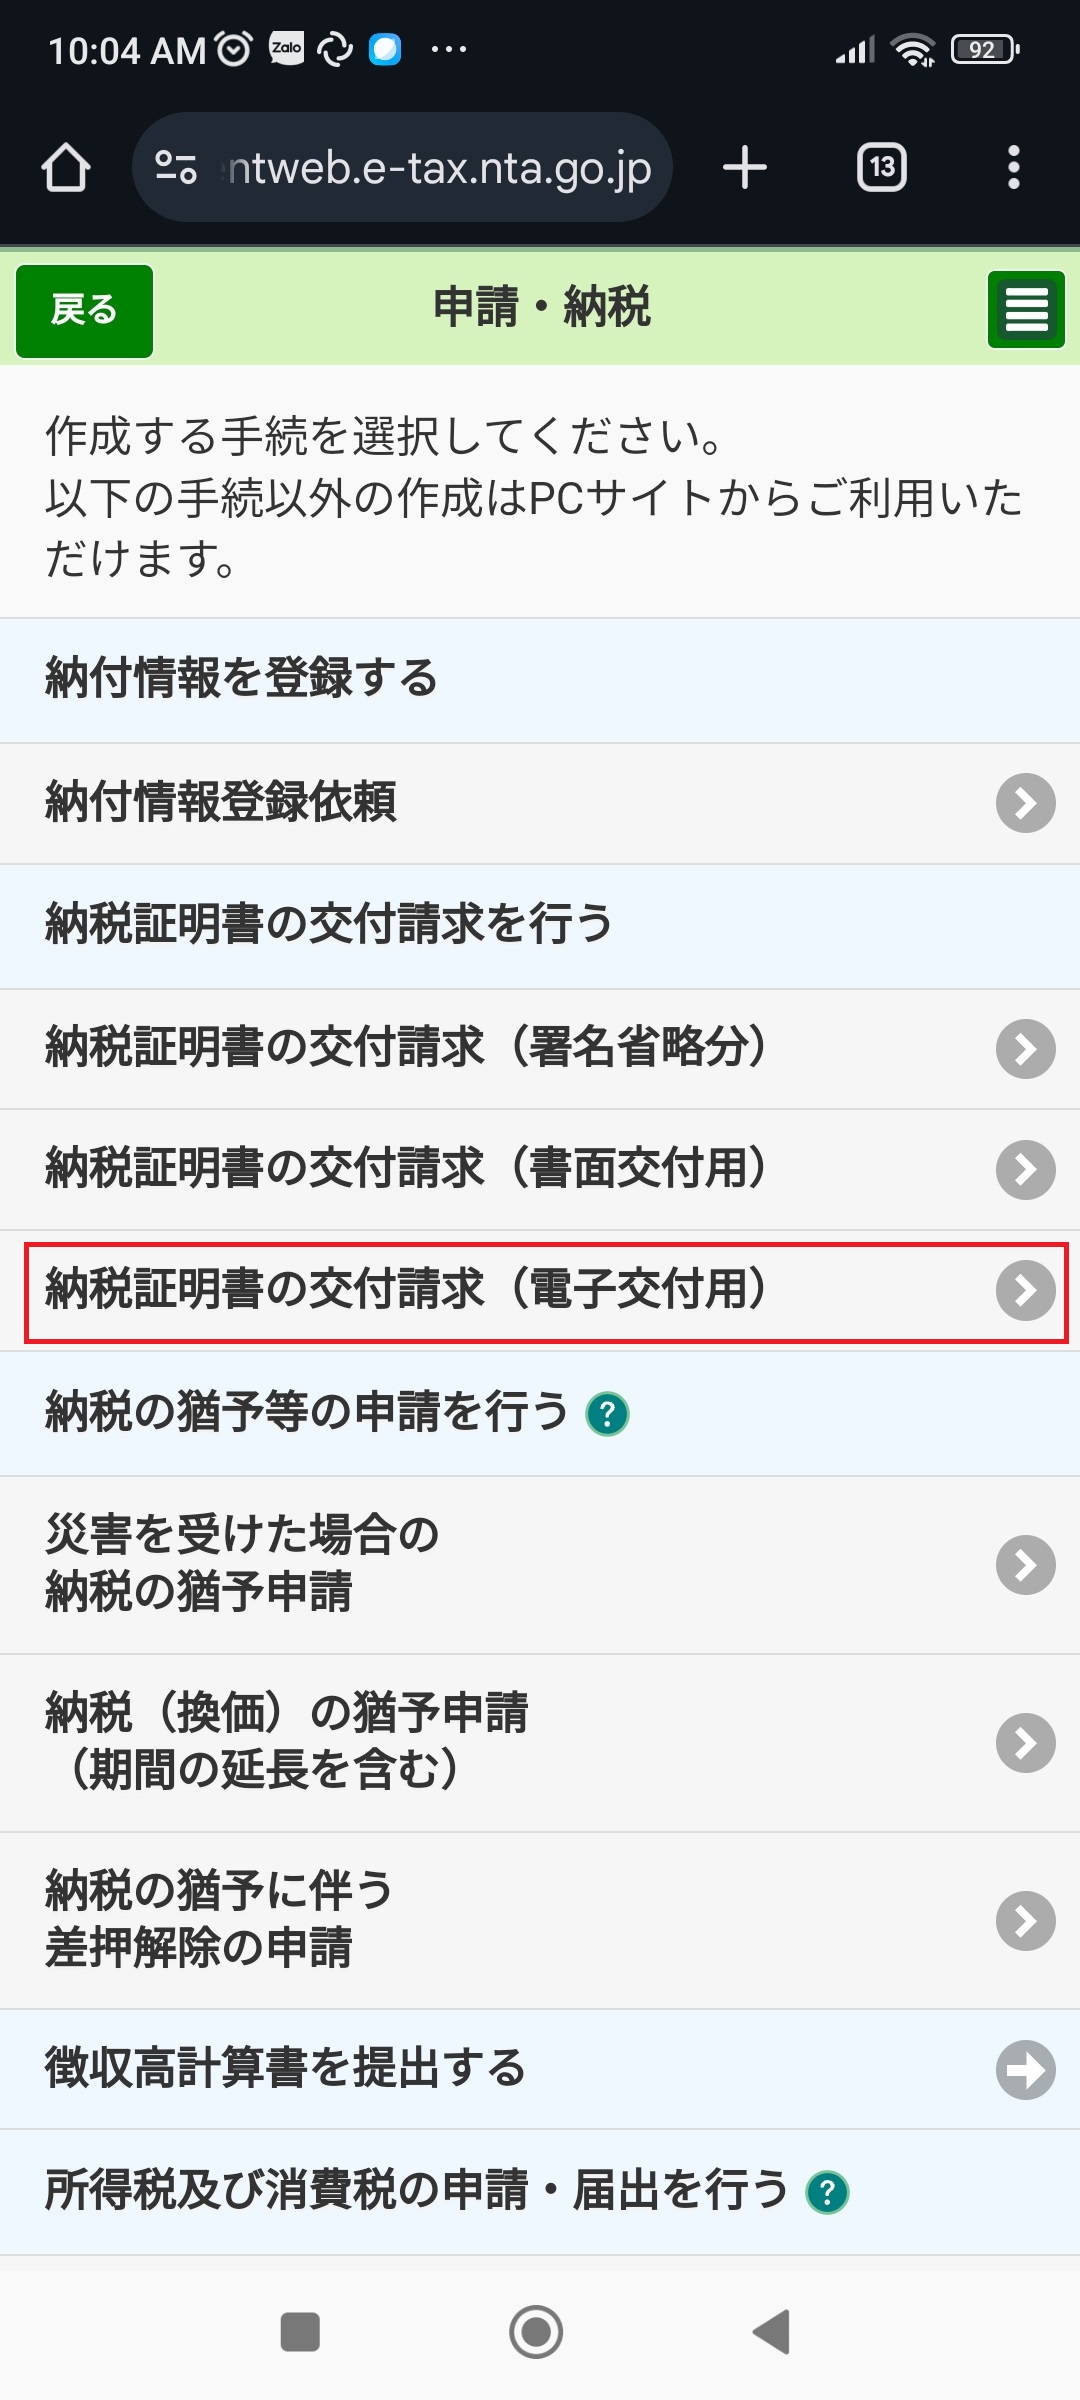 10:04 AM Zalo ... 92
ntweb.e-tax.nta.go.jp 13
戻る 申請・納税
作成する手続を選択してください。
以下の手続以外の作成はPCサイトからご利用いた
だけます。
納付情報を登録する
納付情報登録依頼
納税証明書の交付請求を行う
納税証明書の交付請求（署名省略分）
納税証明書の交付請求（書面交付用）
納税証明書の交付請求（電子交付用）
納税の猶予等の申請を行う ?
災害を受けた場合の
納税の猶予申請
納税（換価）の猶予申請
（期間の延長を含む）
納税の猶予に伴う
差押解除の申請
徴収高計算書を提出する
所得税及び消費税の申請・届出を行う ?